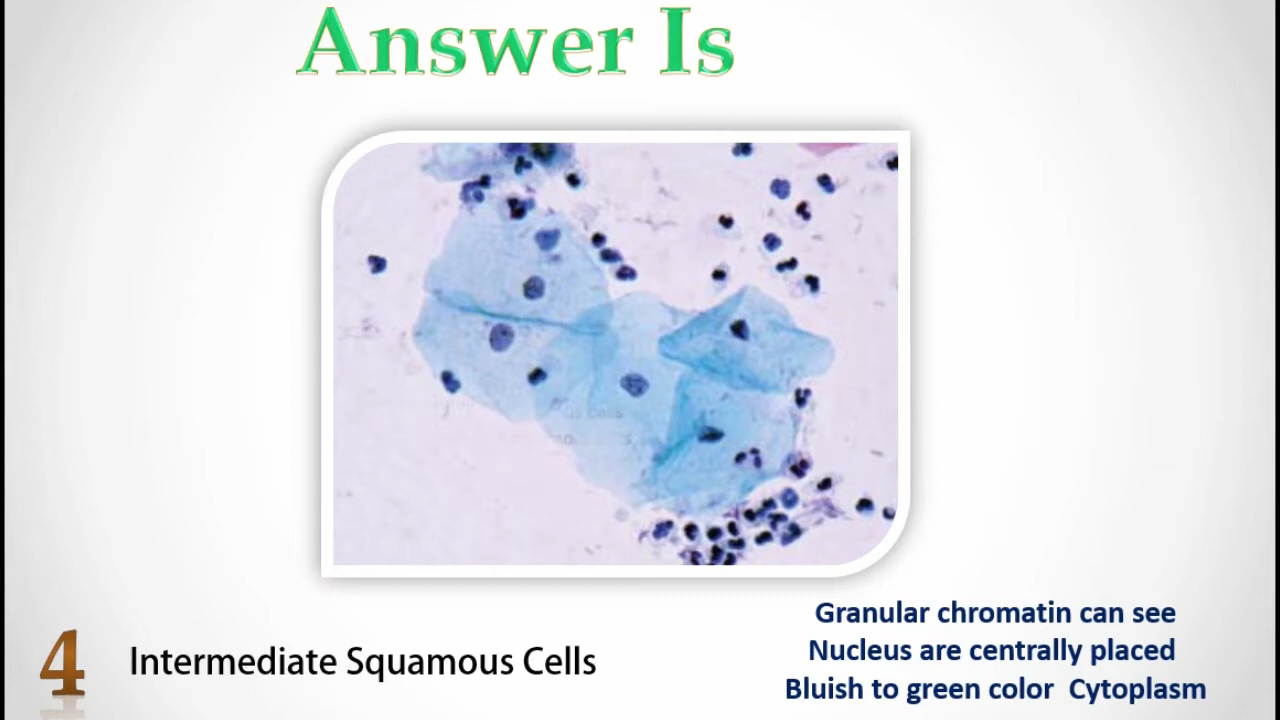 Answer Is
Granular chromatin can see
Nucleus are centrally placed
Bluish to green color Cytoplasm
4 Intermediate Squamous Cells